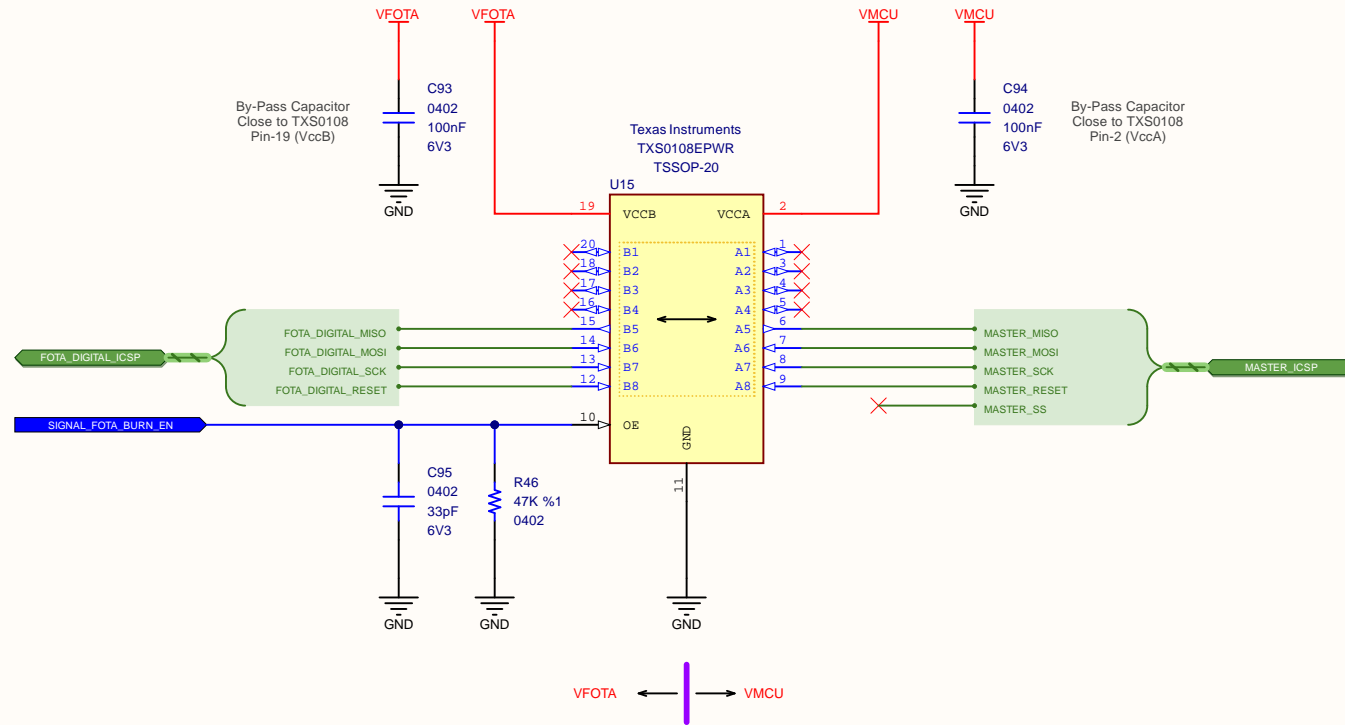 VFOTA
VFOTA
VMCU
VMCU
C93
0402
100nF
6V3
By-Pass Capacitor
Close to TXS0108
Pin-19 (VccB)
GND
Texas Instruments
TXS0108EPWR
TSSOP-20
U15
C94
0402
100nF
6V3
By-Pass Capacitor
Close to TXS0108
Pin-2 (VccA)
GND
19 VCCB VCCA 2
20 B1 A1 1
18 B2 A2 3
17 B3 A3 4
16 B4 A4 5
FOTA_DIGITAL_MISO 15 B5 A5 6 MASTER_MISO
FOTA_DIGITAL_MOSI 14 B6 A6 7 MASTER_MOSI
FOTA_DIGITAL_SCK 13 B7 A7 8 MASTER_SCK
FOTA_DIGITAL_RESET 12 B8 A8 9 MASTER_RESET
MASTER_SS
FOTA_DIGITAL_ICSP
MASTER_ICSP
SIGNAL_FOTA_BURN_EN
10 OE
GND
11
C95
0402
33pF
6V3
R46
47K %1
0402
GND
GND
GND
VFOTA VMCU